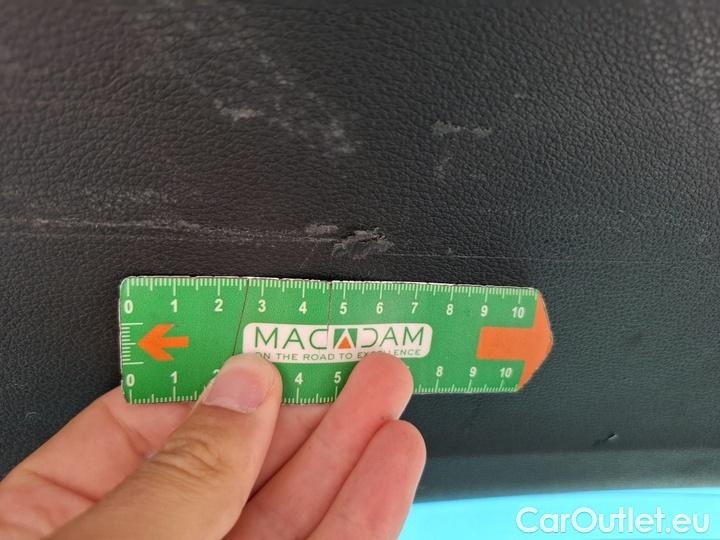 0 1 2 3 4 5 6 7 8 9 10
MACADAM
ON THE ROAD TO EXCELLENCE
0 1 2 4 5 8 9 10
CarOutlet.eu